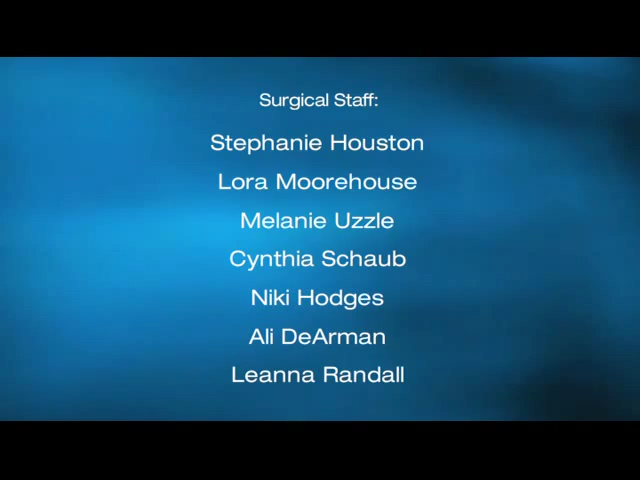 Surgical Staff:
Stephanie Houston
Lora Moorehouse
Melanie Uzzle
Cynthia Schaub
Niki Hodges
Ali DeArman
Leanna Randall